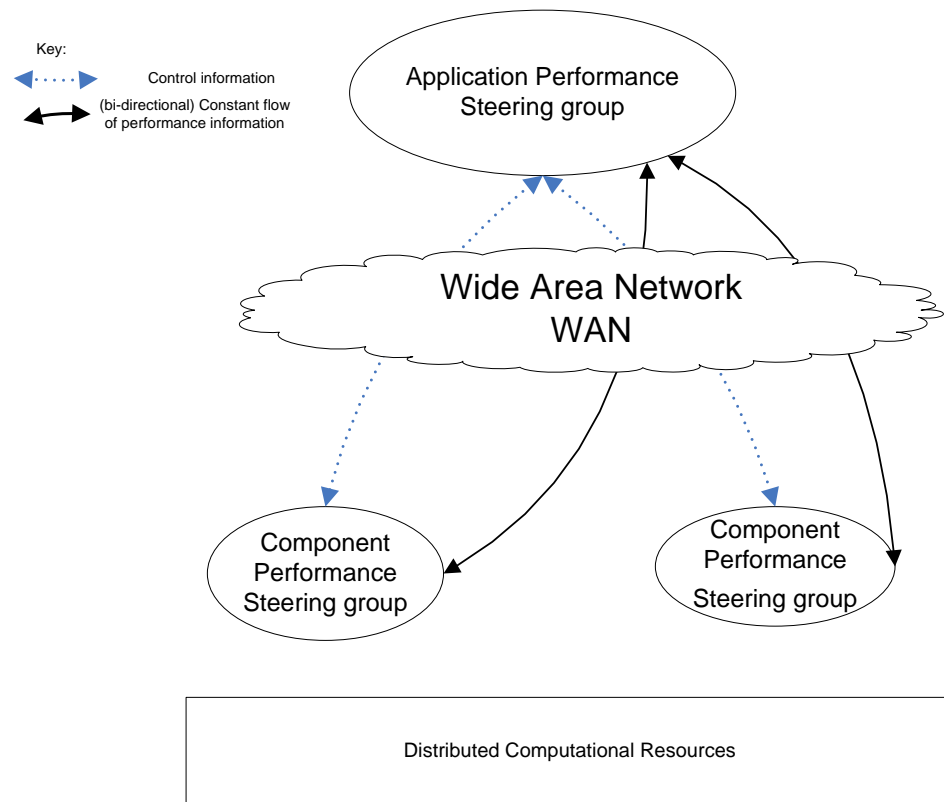 Key:
Control information
(bi-directional) Constant flow
of performance information
Application Performance
Steering group
Wide Area Network
WAN
Component
Performance
Steering group
Component
Performance
Steering group
Distributed Computational Resources